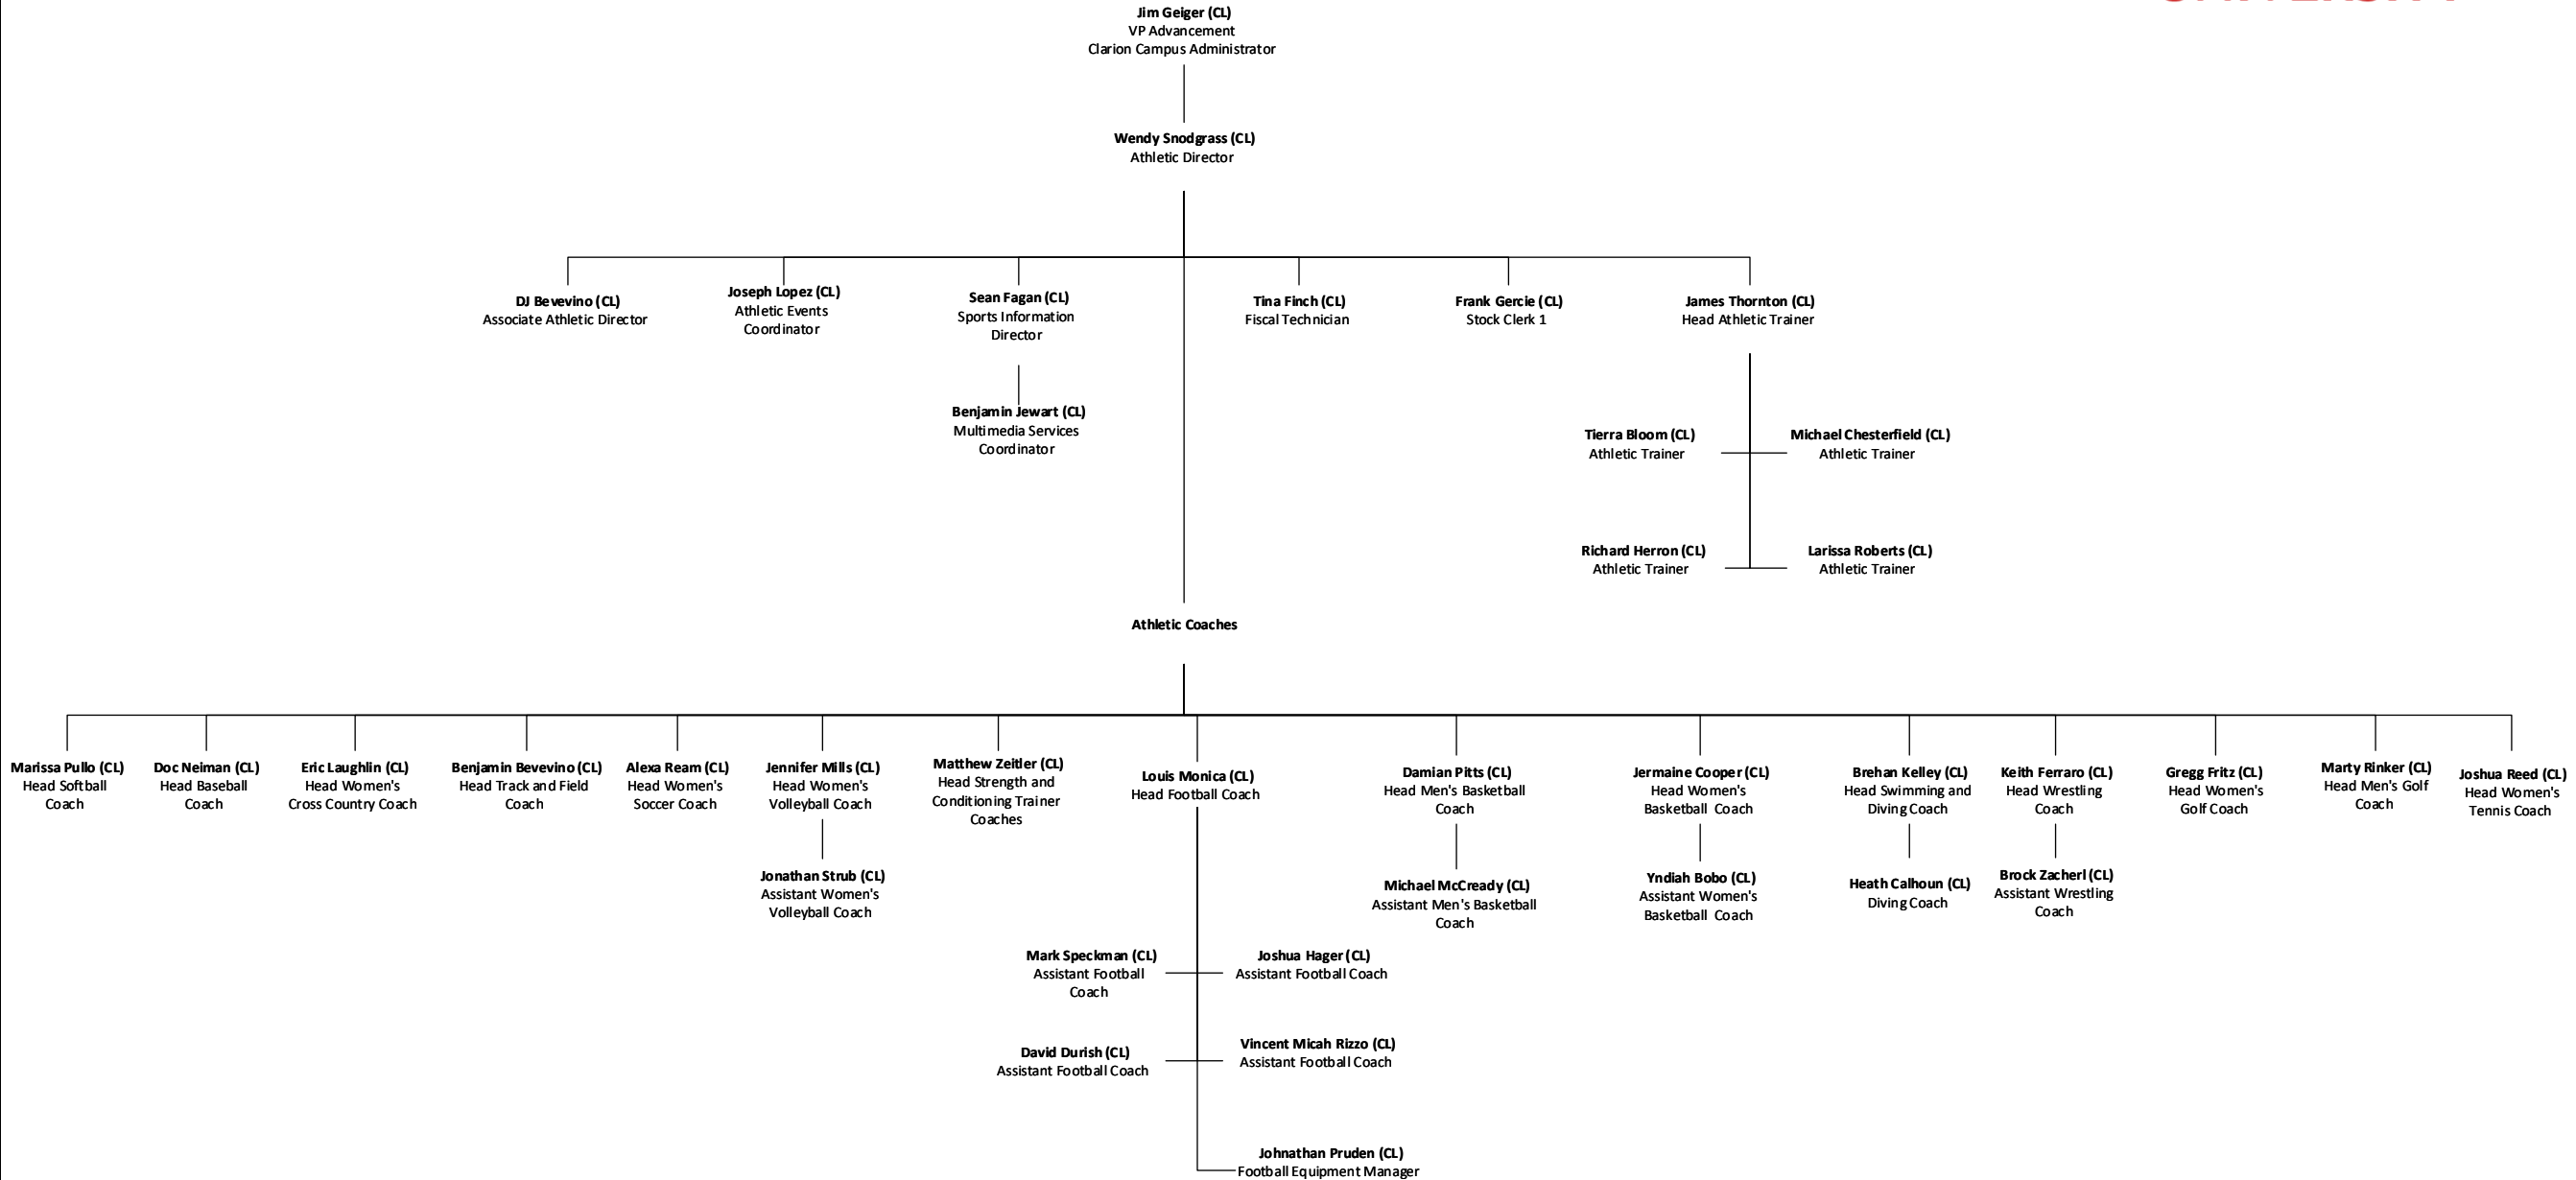 Jim Geiger (CL)
VP Advancement
Clarion Campus Administrator
Wendy Snodgrass (CL)
Athletic Director
DJ Bevevino (CL)
Associate Athletic Director
Joseph Lopez (CL)
Athletic Events
Coordinator
Sean Fagan (CL)
Sports Information
Director
Tina Finch (CL)
Fiscal Technician
Frank Gercie (CL)
Stock Clerk 1
James Thornton (CL)
Head Athletic Trainer
Benjamin Jewart (CL)
Multimedia Services
Coordinator
Tierra Bloom (CL)
Athletic Trainer
Michael Chesterfield (CL)
Athletic Trainer
Richard Herron (CL)
Athletic Trainer
Larissa Roberts (CL)
Athletic Trainer
Athletic Coaches
Marissa Pullo (CL)
Head Softball
Coach
Doc Neiman (CL)
Head Baseball
Coach
Eric Laughlin (CL)
Head Women's
Cross Country Coach
Benjamin Bevevino (CL)
Head Track and Field
Coach
Alexa Ream (CL)
Head Women's
Soccer Coach
Jennifer Mills (CL)
Head Women's
Volleyball Coach
Matthew Zeitler (CL)
Head Strength and
Conditioning Trainer
Coaches
Louis Monica (CL)
Head Football Coach
Damian Pitts (CL)
Head Men's Basketball
Coach
Jermaine Cooper (CL)
Head Women's
Basketball Coach
Brehan Kelley (CL)
Head Swimming and
Diving Coach
Keith Ferraro (CL)
Head Wrestling
Coach
Gregg Fritz (CL)
Head Women's
Golf Coach
Marty Rinker (CL)
Head Men's Golf
Coach
Joshua Reed (CL)
Head Women's
Tennis Coach
Jonathan Strub (CL)
Assistant Women's
Volleyball Coach
Michael McCready (CL)
Assistant Men's Basketball
Coach
Yndiah Bobo (CL)
Assistant Women's
Basketball Coach
Heath Calhoun (CL)
Diving Coach
Brock Zacherl (CL)
Assistant Wrestling
Coach
Mark Speckman (CL)
Assistant Football
Coach
Joshua Hager (CL)
Assistant Football Coach
David Durish (CL)
Assistant Football Coach
Vincent Micah Rizzo (CL)
Assistant Football Coach
Johnathan Pruden (CL)
Football Equipment Manager